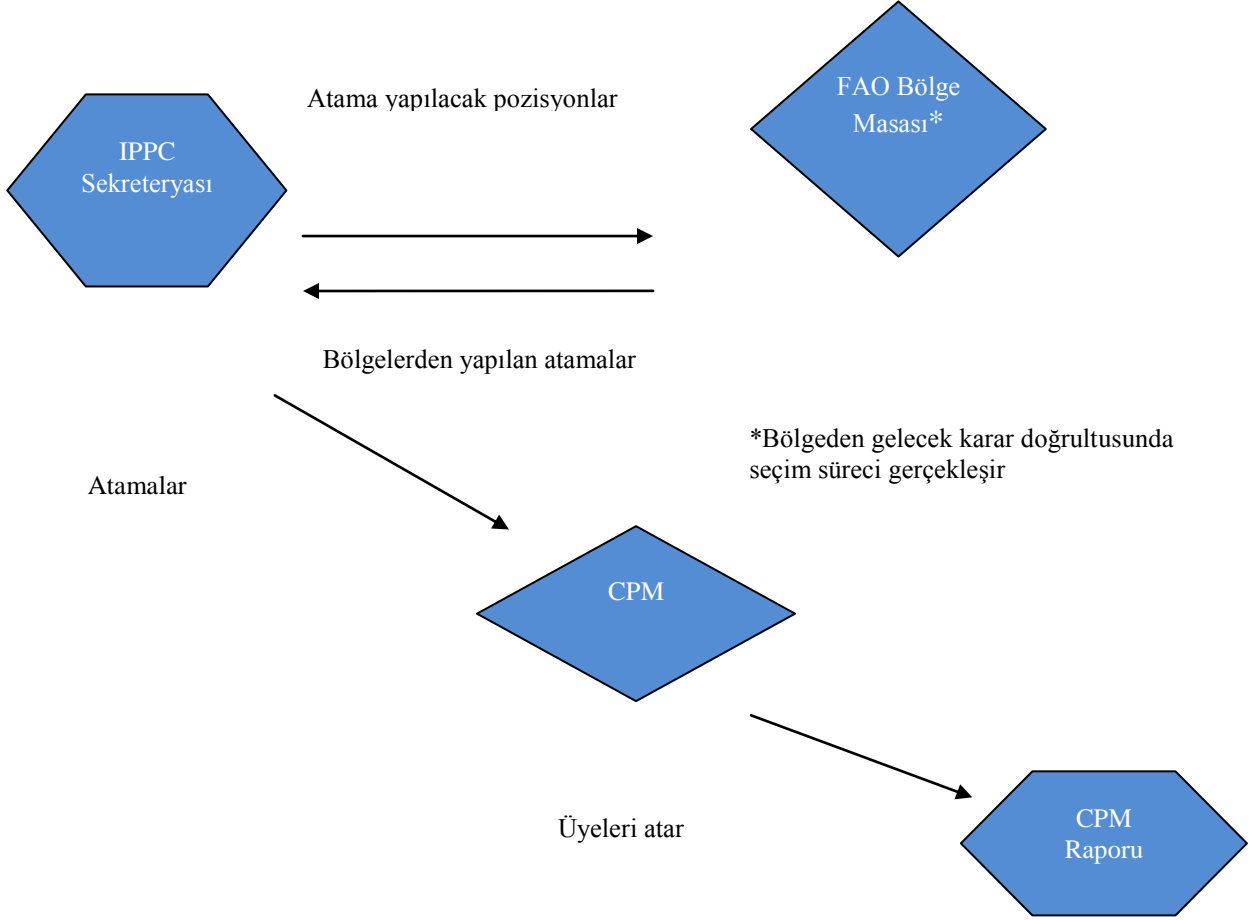 Atama yapılacak pozisyonlar
FAO Bölge
Masası*
IPPC
Sekreteryası
Bölgelerden yapılan atamalar
*Bölgeden gelecek karar doğrultusunda
seçim süreci gerçekleşir
Atamalar
CPM
Üyeleri atar
CPM
Raporu